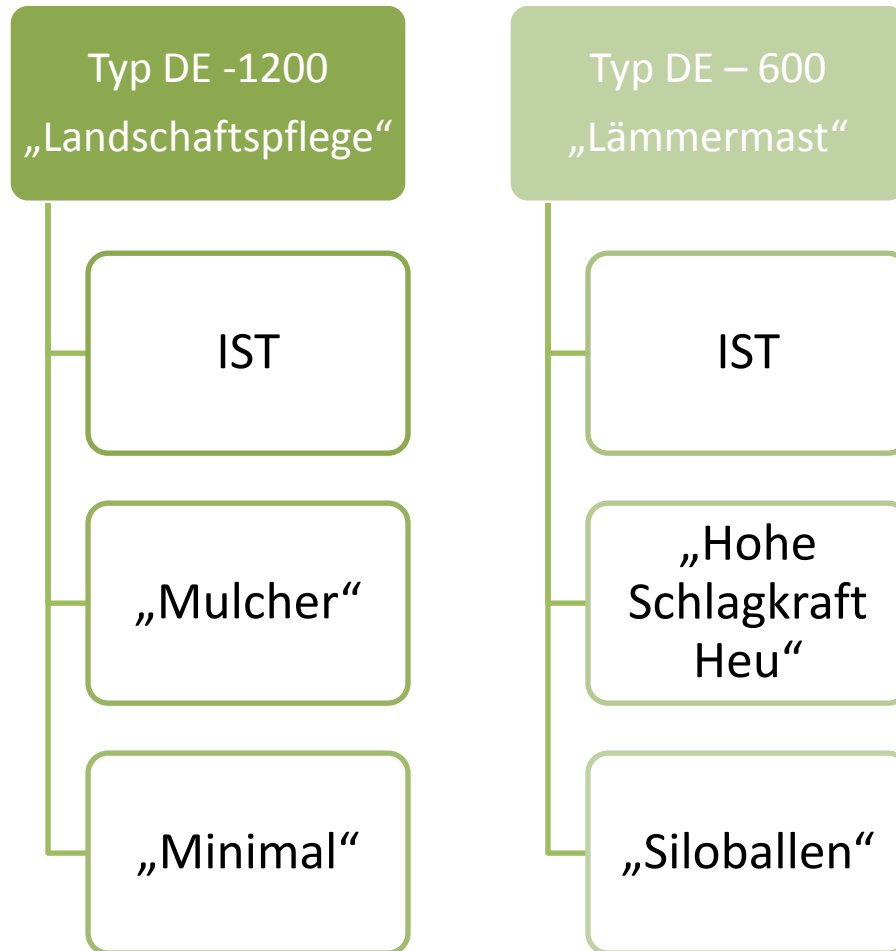 Typ DE -1200
„Landschaftspflege“
IST
„Mulcher“
„Minimal“
Typ DE – 600
„Lämmermast“
IST
„Hohe
Schlagkraft
Heu“
„Siloballen“